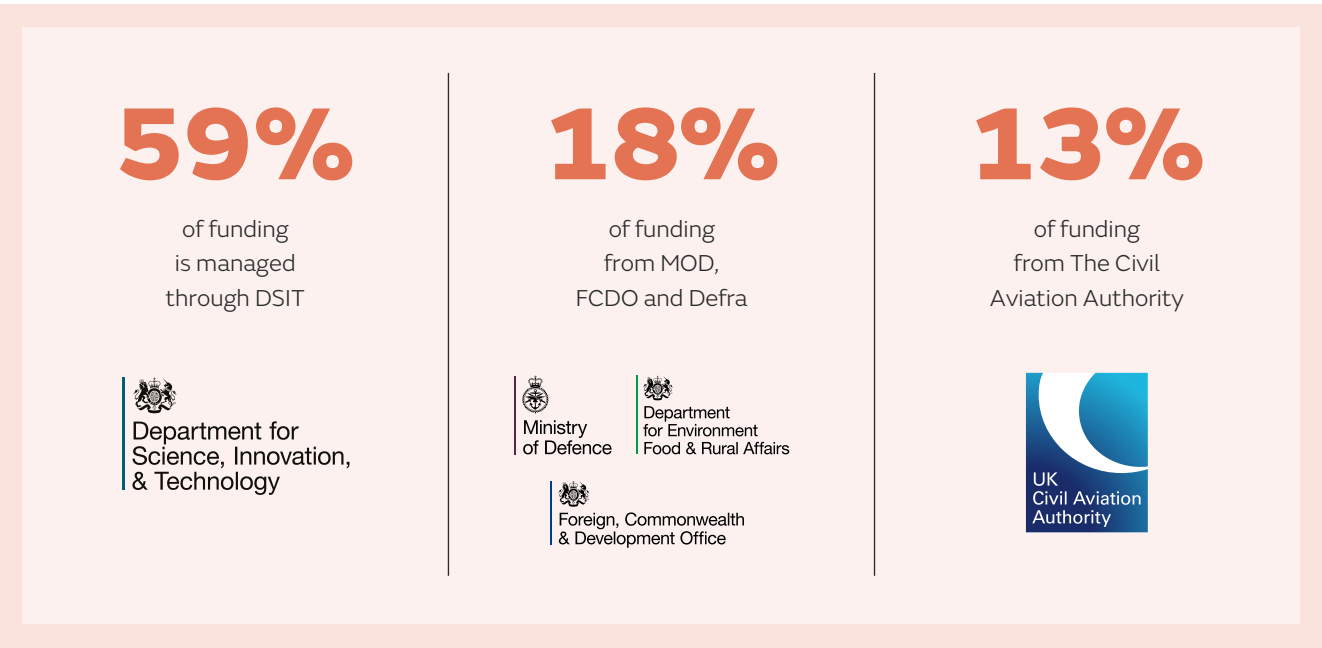 59%
of funding
is managed
through DSIT
Department for
Science, Innovation,
& Technology
18%
of funding
from MOD,
FCDO and Defra
Ministry
of Defence
Department
for Environment
Food & Rural Affairs
Foreign, Commonwealth
& Development Office
13%
of funding
from The Civil
Aviation Authority
UK
Civil Aviation
Authority